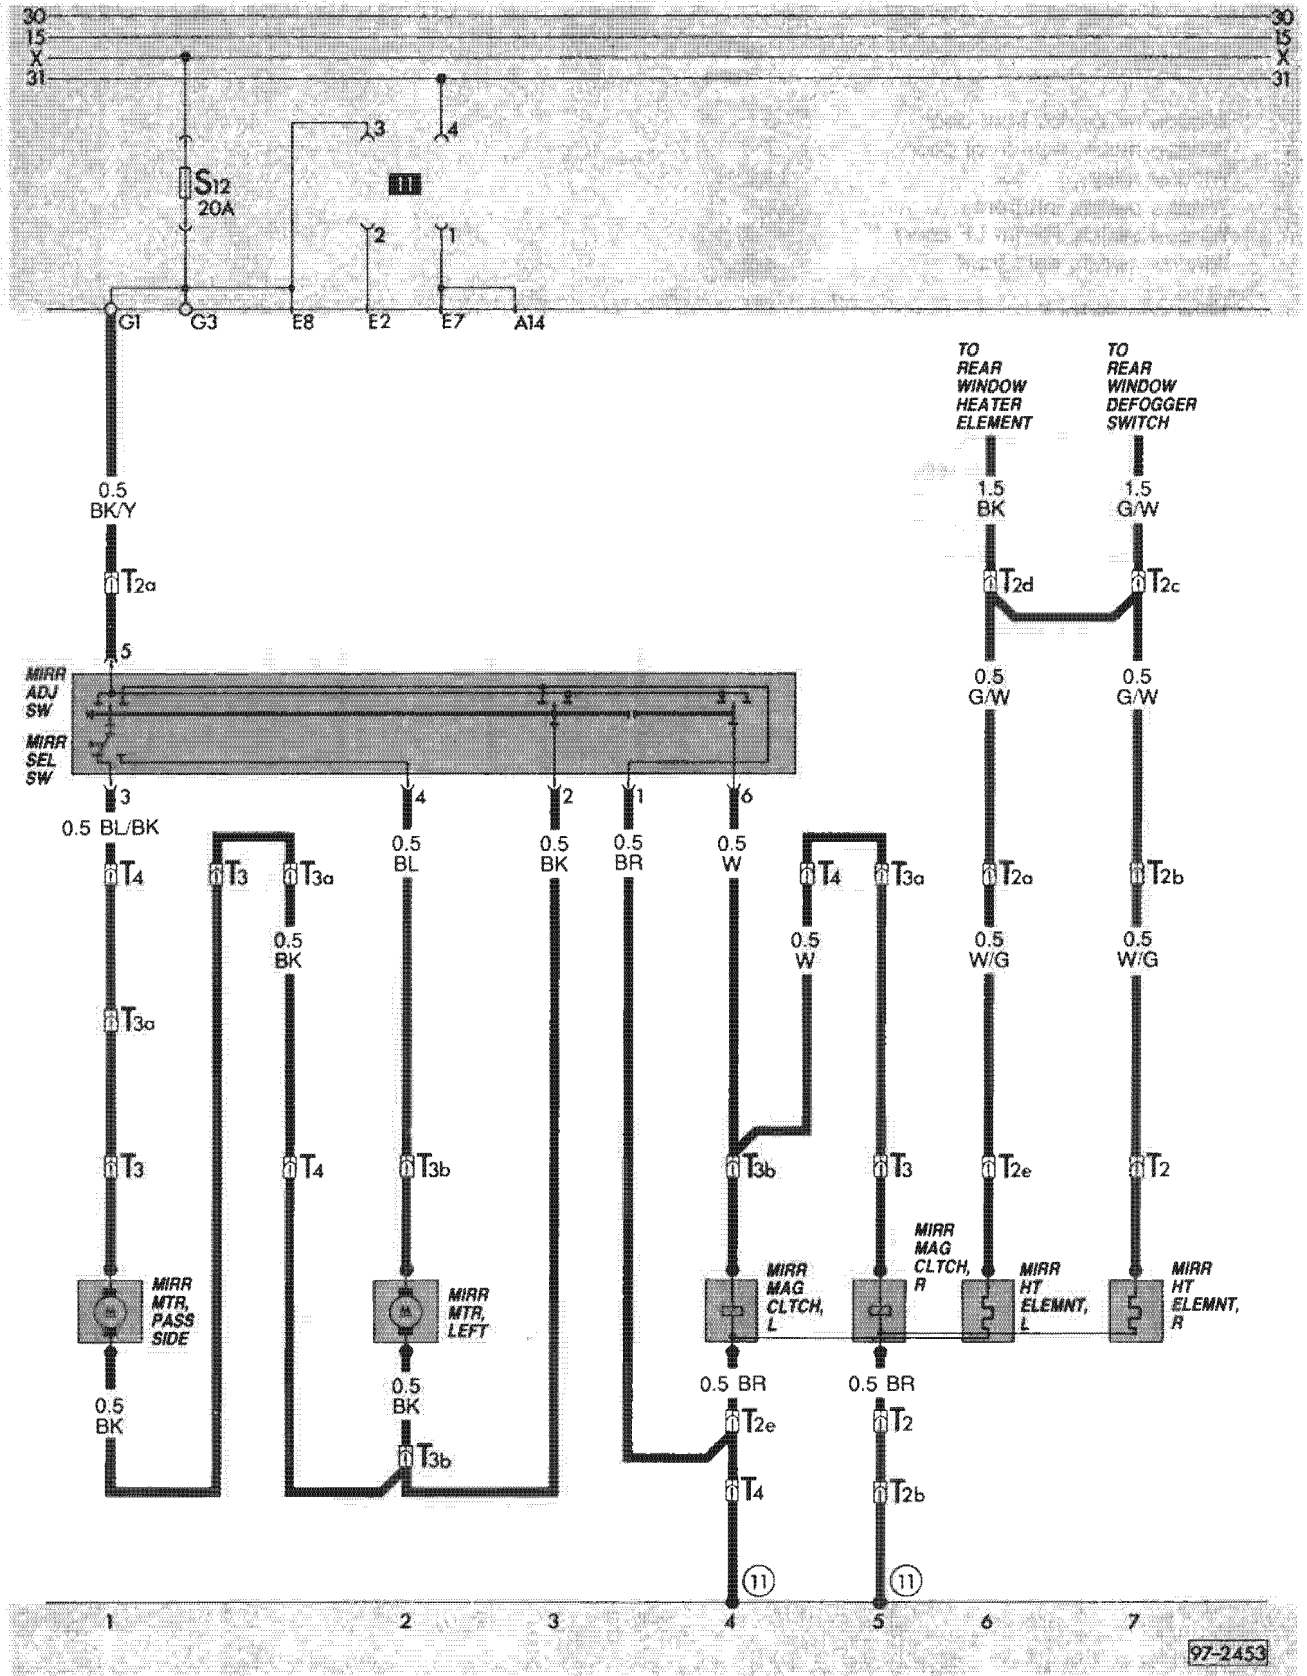 30 30
15 15
X X
31 31
3 4
S12
20A
11
2 1
G1 G3 E8 E2 E7 A14
TO
REAR
WINDOW
HEATER
ELEMENT
TO
REAR
WINDOW
DEFOGGER
SWITCH
0.5
BK/Y
1.5
BK
1.5
G/W
T2a
T2d
T2c
5
MIRR
ADJ
SW
MIRR
SEL
SW
0.5
G/W
0.5
G/W
3 4 2 1 6
0.5 BL/BK
0.5
BL
0.5
BK
0.5
BR
0.5
W
T4 T3 T3a T4 T3a T2a T2b
0.5
BK
0.5
W
0.5
W/G
0.5
W/G
T3a
T3 T4 T3b T3b T3 T2e T2
MIRR
MTR,
PASS
SIDE
MIRR
MTR,
LEFT
MIRR
MAG
CLTCH,
L
MIRR
MAG
CLTCH,
R
MIRR
HT
ELEMNT,
L
MIRR
HT
ELEMNT,
R
M M
0.5
BK
0.5
BK
0.5 BR
0.5 BR
T3b
T2e T2
T4 T2b
11 11
1 2 3 4 5 6 7
97-2453